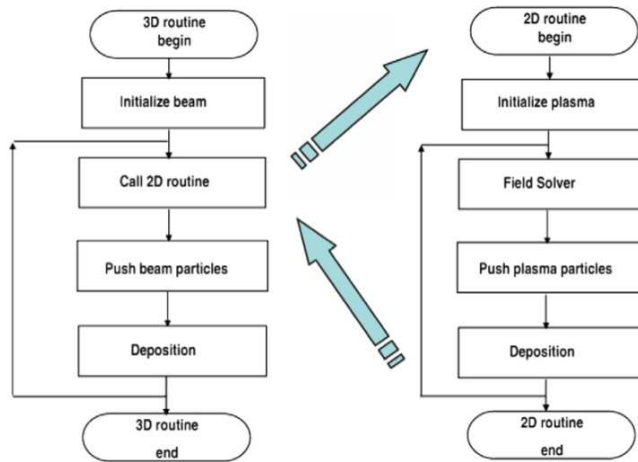 3D routine
begin
Initialize beam
Call 2D routine
Push beam particles
Deposition
3D routine
end
2D routine
begin
Initialize plasma
Field Solver
Push plasma particles
Deposition
2D routine
end